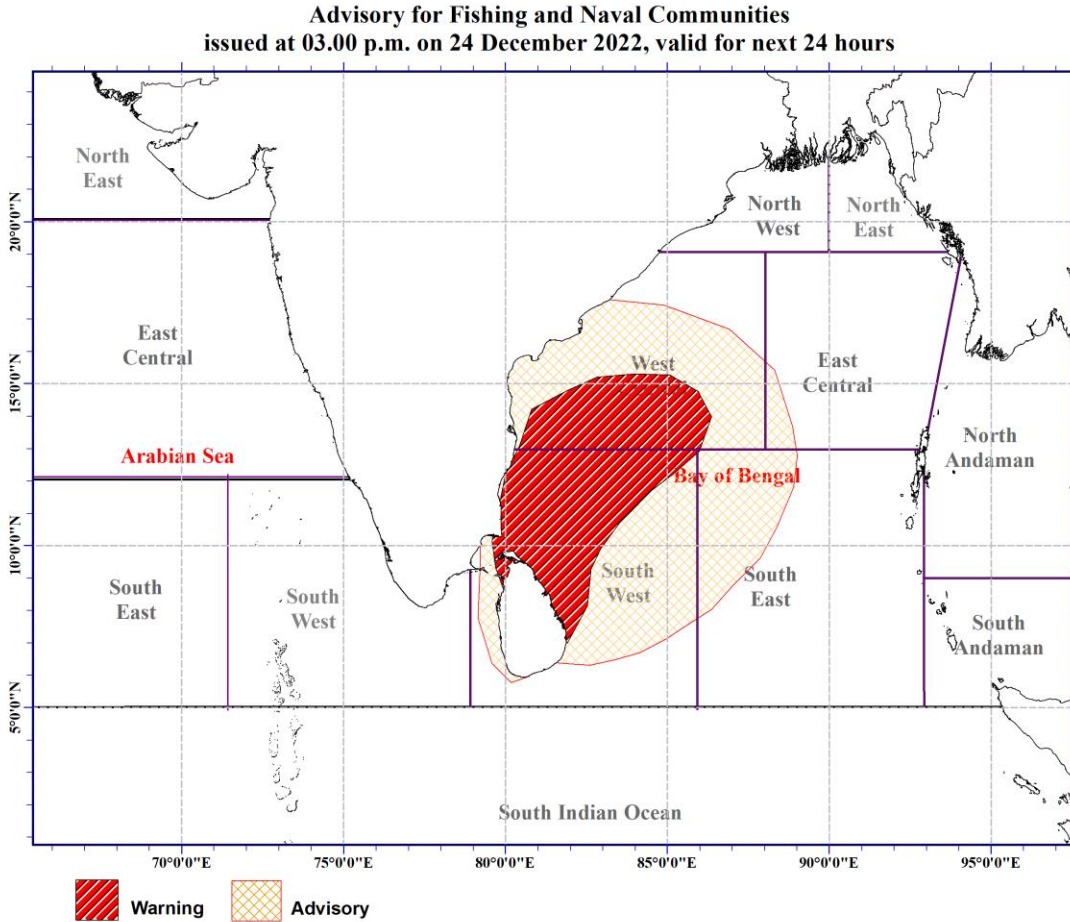 Advisory for Fishing and Naval Communities
issued at 03.00 p.m. on 24 December 2022, valid for next 24 hours
North
East
North
West
North
East
20°0'0"N
East
Central
West
East
Central
15°0'0"N
Arabian Sea
Bay of Bengal
North
Andaman
10°0'0"N
South
East
South
West
South
West
South
East
South
Andaman
5°0'0"N
South Indian Ocean
70°0'0"E
75°0'0"E
80°0'0"E
85°0'0"E
90°0'0"E
95°0'0"E
Warning
Advisory